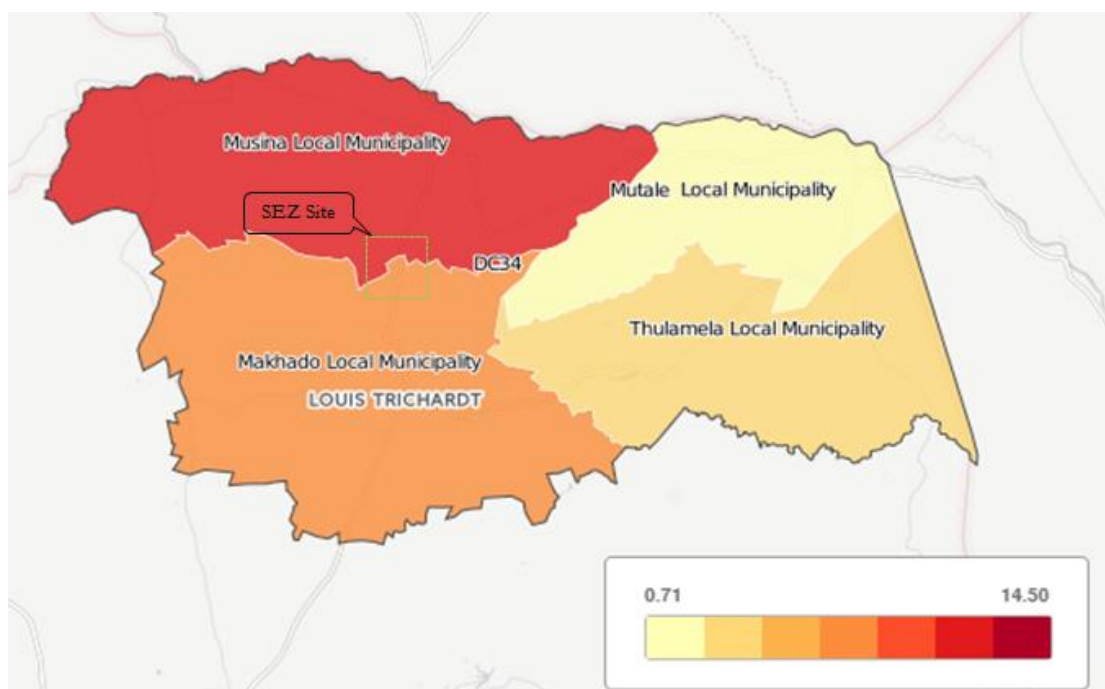 Musina Local Municipality
Mutale Local Municipality
SEZ Site
DC34
Thulamela Local Municipality
Makhado Local Municipality
LOUIS TRICHARDT
0.71
14.50